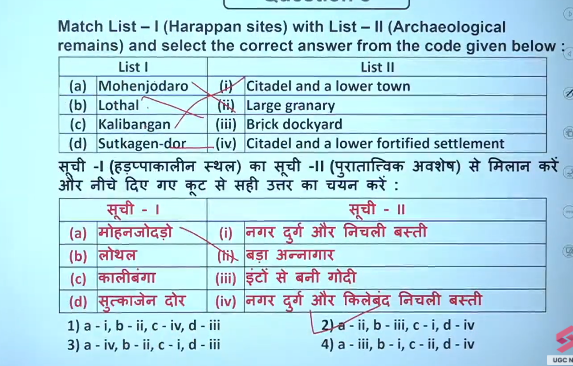 Match List – I (Harappan sites) with List – II (Archaeological
remains) and select the correct answer from the code given below :
List I List II
(a) Mohenjodaro (i) Citadel and a lower town
(b) Lothal (ii) Large granary
(c) Kalibangan (iii) Brick dockyard
(d) Sutkagen-dor (iv) Citadel and a lower fortified settlement
सूची -I (हड़प्पाकालीन स्थल) का सूची -II (पुरातात्विक अवशेष) से मिलान करें
और नीचे दिए गए कूट से सही उत्तर का चयन करें :
सूची - I सूची - II
(a) मोहनजोदड़ो (i) नगर दुर्ग और निचली बस्ती
(b) लोथल (ii) बड़ा अन्नागार
(c) कालीबंगा (iii) इंटों से बनी गोदी
(d) सुत्काजेन दोर (iv) नगर दुर्ग और किलेबंद निचली बस्ती
1) a - i, b - ii, c - iv, d - iii 2) a - ii, b - iii, c - i, d - iv
3) a - iv, b - ii, c - i, d - iii 4) a - iii, b - i, c - ii, d - iv
UGC N